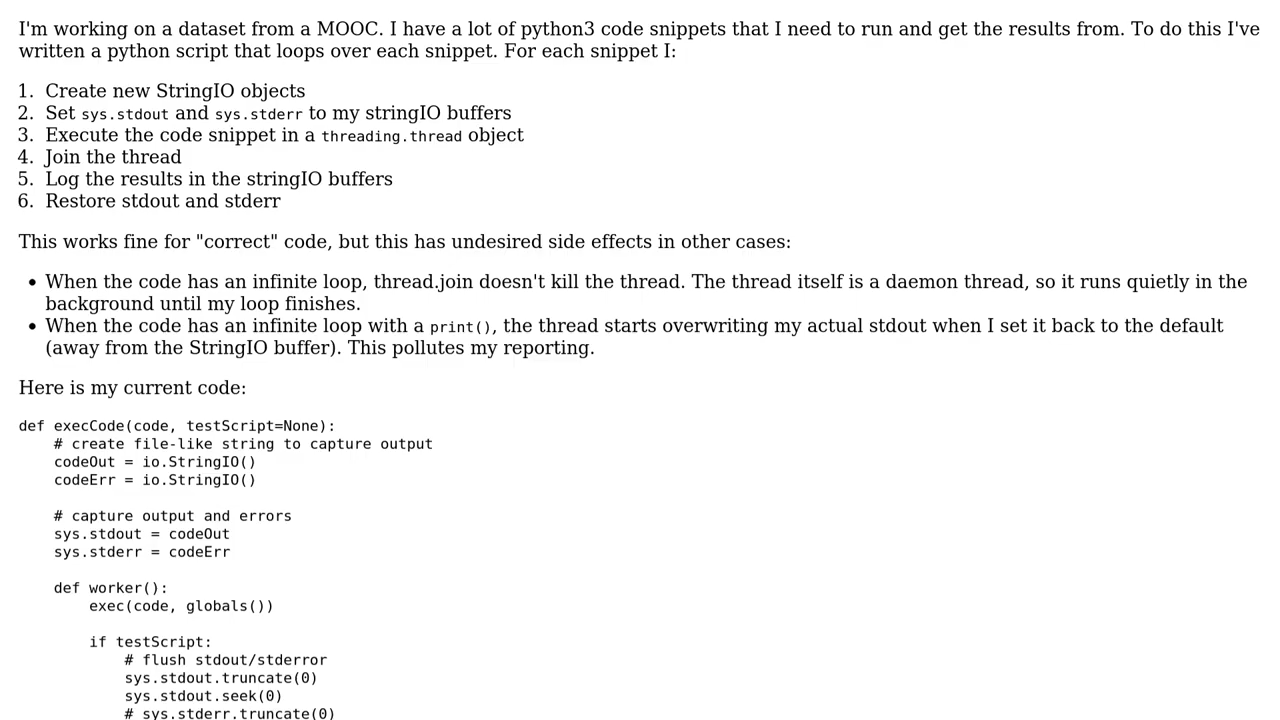 I'm working on a dataset from a MOOC. I have a lot of python3 code snippets that I need to run and get the results from. To do this I've
written a python script that loops over each snippet. For each snippet I:
1. Create new StringIO objects
2. Set sys.stdout and sys.stderr to my stringIO buffers
3. Execute the code snippet in a threading.thread object
4. Join the thread
5. Log the results in the stringIO buffers
6. Restore stdout and stderr
This works fine for "correct" code, but this has undesired side effects in other cases:
• When the code has an infinite loop, thread.join doesn't kill the thread. The thread itself is a daemon thread, so it runs quietly in the
background until my loop finishes.
• When the code has an infinite loop with a print(), the thread starts overwriting my actual stdout when I set it back to the default
(away from the StringIO buffer). This pollutes my reporting.
Here is my current code:
def execCode(code, testScript=None):
    # create file-like string to capture output
    codeOut = io.StringIO()
    codeErr = io.StringIO()
    # capture output and errors
    sys.stdout = codeOut
    sys.stderr = codeErr
    def worker():
        exec(code, globals())
        if testScript:
            # flush stdout/stderror
            sys.stdout.truncate(0)
            sys.stdout.seek(0)
            # sys.stderr.truncate(0)